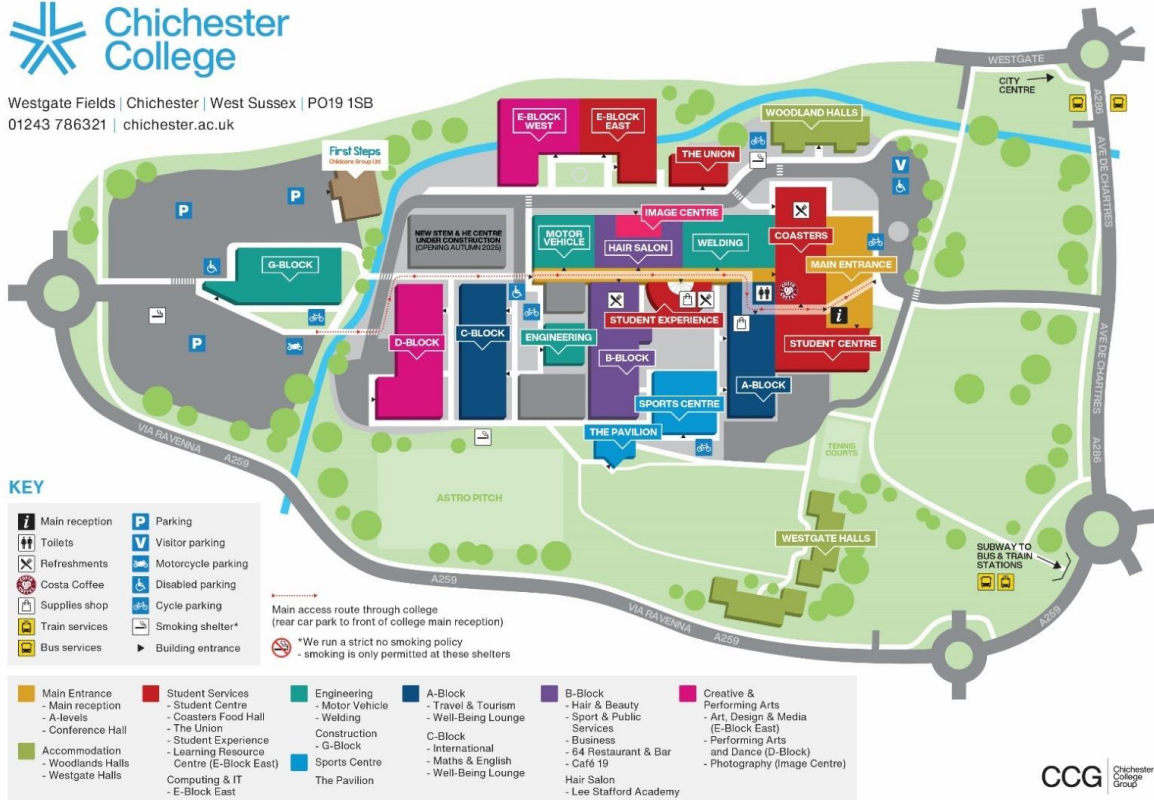 Chichester
College
Westgate Fields | Chichester | West Sussex | PO19 1SB
01243 786321 | chichester.ac.uk
WESTGATE
CITY
CENTRE
A286
AVE DE CHARTRES
AVE DE CHARTRES
A286
E-BLOCK
WEST
E-BLOCK
EAST
WOODLAND HALLS
THE UNION
First Steps
Childcare Group Ltd
P
P
V
NEW STEM & HE CENTRE
UNDER CONSTRUCTION
(OPENING AUTUMN 2025)
MOTOR
VEHICLE
IMAGE CENTRE
HAIR SALON
WELDING
COASTERS
MAIN ENTRANCE
G-BLOCK
COSTA
COFFEE
i
P
D-BLOCK
C-BLOCK
ENGINEERING
STUDENT EXPERIENCE
B-BLOCK
STUDENT CENTRE
A-BLOCK
SPORTS CENTRE
THE PAVILION
TENNIS
COURTS
VIA RAVENNA
A259
ASTRO PITCH
WESTGATE HALLS
SUBWAY TO
BUS & TRAIN
STATIONS
A259
VIA RAVENNA
A259
A259
KEY
i Main reception
Toilets
Refreshments
Costa Coffee
Supplies shop
Train services
Bus services
P Parking
V Visitor parking
Motorcycle parking
Disabled parking
Cycle parking
Smoking shelter*
Building entrance
Main access route through college
(rear car park to front of college main reception)
*We run a strict no smoking policy
- smoking is only permitted at these shelters
Main Entrance
- Main reception
- A-levels
- Conference Hall
Accommodation
- Woodlands Halls
- Westgate Halls
Student Services
- Student Centre
- Coasters Food Hall
- The Union
- Student Experience
- Learning Resource
Centre (E-Block East)
Computing & IT
- E-Block East
Engineering
- Motor Vehicle
- Welding
Construction
- G-Block
Sports Centre
The Pavilion
A-Block
- Travel & Tourism
- Well-Being Lounge
C-Block
- International
- Maths & English
- Well-Being Lounge
B-Block
- Hair & Beauty
- Sport & Public
Services
- Business
- 64 Restaurant & Bar
- Café 19
Hair Salon
- Lee Stafford Academy
Creative &
Performing Arts
- Art, Design & Media
(E-Block East)
- Performing Arts
and Dance (D-Block)
- Photography (Image Centre)
CCG
Chichester
College
Group